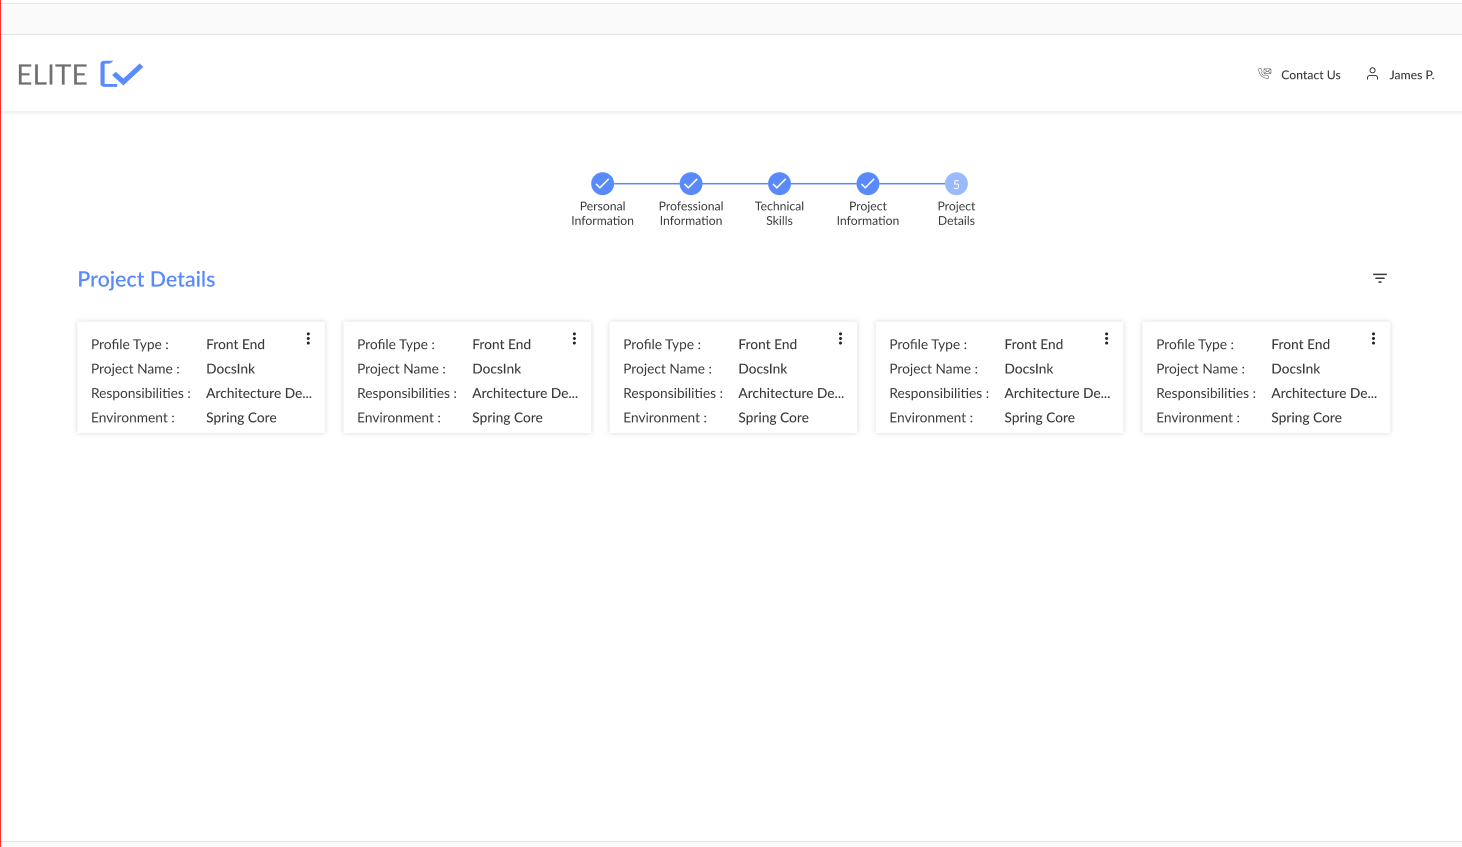 ELITE
Contact Us
James P.
5
Personal Information
Professional Information
Technical Skills
Project Information
Project Details
Project Details
Profile Type : Front End
Project Name : DocsInk
Responsibilities : Architecture De...
Environment : Spring Core
Profile Type : Front End
Project Name : DocsInk
Responsibilities : Architecture De...
Environment : Spring Core
Profile Type : Front End
Project Name : DocsInk
Responsibilities : Architecture De...
Environment : Spring Core
Profile Type : Front End
Project Name : DocsInk
Responsibilities : Architecture De...
Environment : Spring Core
Profile Type : Front End
Project Name : DocsInk
Responsibilities : Architecture De...
Environment : Spring Core